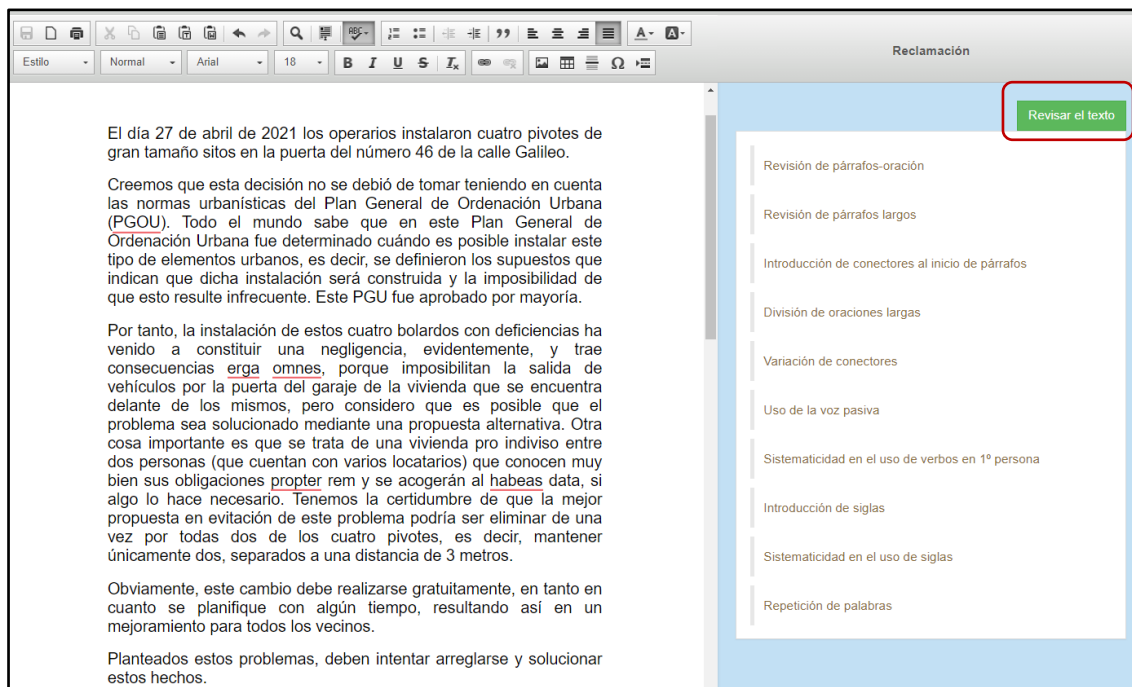 Estilo
Normal
Arial
18
Reclamación
Revisar el texto
El día 27 de abril de 2021 los operarios instalaron cuatro pivotes de
gran tamaño sitos en la puerta del número 46 de la calle Galileo.
Creemos que esta decisión no se debió de tomar teniendo en cuenta
las normas urbanísticas del Plan General de Ordenación Urbana
(PGOU). Todo el mundo sabe que en este Plan General de
Ordenación Urbana fue determinado cuándo es posible instalar este
tipo de elementos urbanos, es decir, se definieron los supuestos que
indican que dicha instalación será construida y la imposibilidad de
que esto resulte infrecuente. Este PGU fue aprobado por mayoría.
Por tanto, la instalación de estos cuatro bolardos con deficiencias ha
venido a constituir una negligencia, evidentemente, y trae
consecuencias erga omnes, porque imposibilitan la salida de
vehículos por la puerta del garaje de la vivienda que se encuentra
delante de los mismos, pero considero que es posible que el
problema sea solucionado mediante una propuesta alternativa. Otra
cosa importante es que se trata de una vivienda pro indiviso entre
dos personas (que cuentan con varios locatarios) que conocen muy
bien sus obligaciones propter rem y se acogerán al habeas data, si
algo lo hace necesario. Tenemos la certidumbre de que la mejor
propuesta en evitación de este problema podría ser eliminar de una
vez por todas dos de los cuatro pivotes, es decir, mantener
únicamente dos, separados a una distancia de 3 metros.
Obviamente, este cambio debe realizarse gratuitamente, en tanto en
cuanto se planifique con algún tiempo, resultando así en un
mejoramiento para todos los vecinos.
Planteados estos problemas, deben intentar arreglarse y solucionar
estos hechos.
Revisión de párrafos-oración
Revisión de párrafos largos
Introducción de conectores al inicio de párrafos
División de oraciones largas
Variación de conectores
Uso de la voz pasiva
Sistematicidad en el uso de verbos en 1º persona
Introducción de siglas
Sistematicidad en el uso de siglas
Repetición de palabras